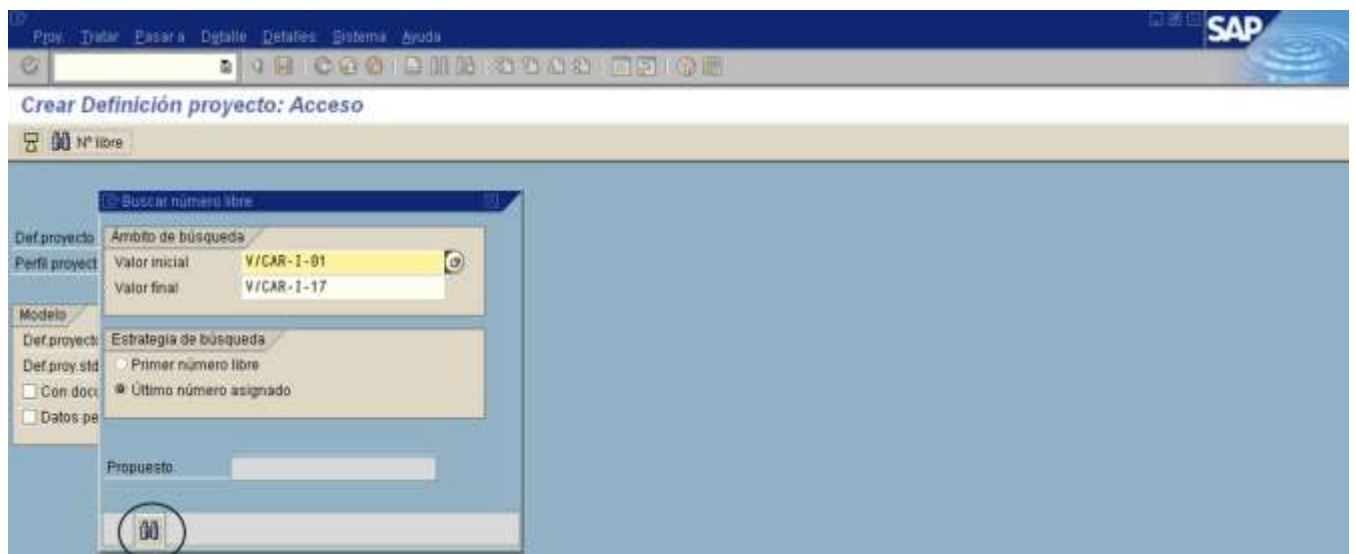 Proy. Tratar Pasar a Detalle Detalles Sistema Ayuda
SAP
Crear Definición proyecto: Acceso
Nº libre
Buscar número libre
Def.proyecto
Ámbito de búsqueda
Perfil proyect
Valor inicial V/CAR-I-01
Valor final V/CAR-I-17
Modelo
Def.proyect
Estrategia de búsqueda
Def.proy.std
Primer número libre
Con doc
Último número asignado
Datos pe
Propuesto